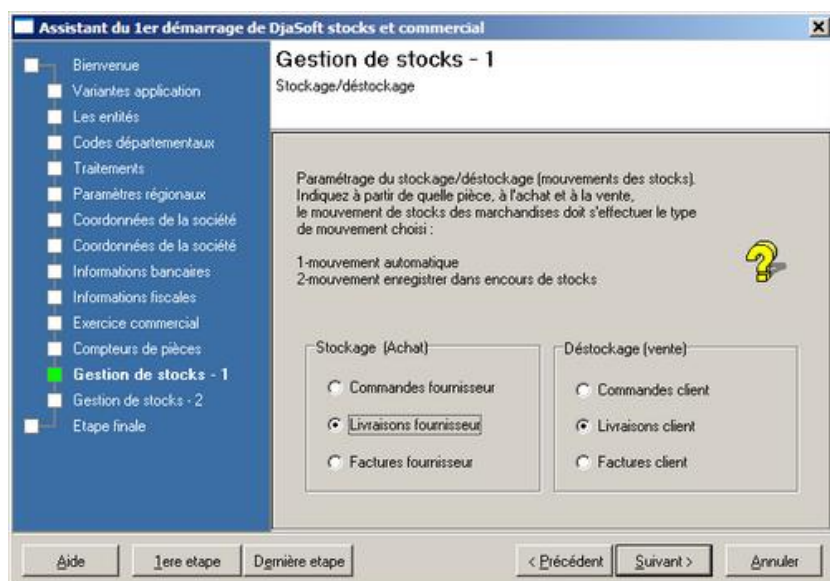 Assistant du 1er démarrage de DjaSoft stocks et commercial
Bienvenue
Variantes application
Les entités
Codes départementaux
Traitements
Paramètres régionaux
Coordonnées de la société
Coordonnées de la société
Informations bancaires
Informations fiscales
Exercice commercial
Compteurs de pièces
Gestion de stocks - 1
Gestion de stocks - 2
Etape finale
Gestion de stocks - 1
Stockage/déstockage
Paramétrage du stockage/déstockage (mouvements des stocks).
Indiquez à partir de quelle pièce, à l'achat et à la vente,
le mouvement de stocks des marchandises doit s'effectuer le type
de mouvement choisi :
1-mouvement automatique
2-mouvement enregistrer dans encours de stocks
Stockage (Achat)
Commandes fournisseur
Livraisons fournisseur
Factures fournisseur
Déstockage (vente)
Commandes client
Livraisons client
Factures client
Aide
1ere etape
Dernière etape
< Précédent
Suivant >
Annuler